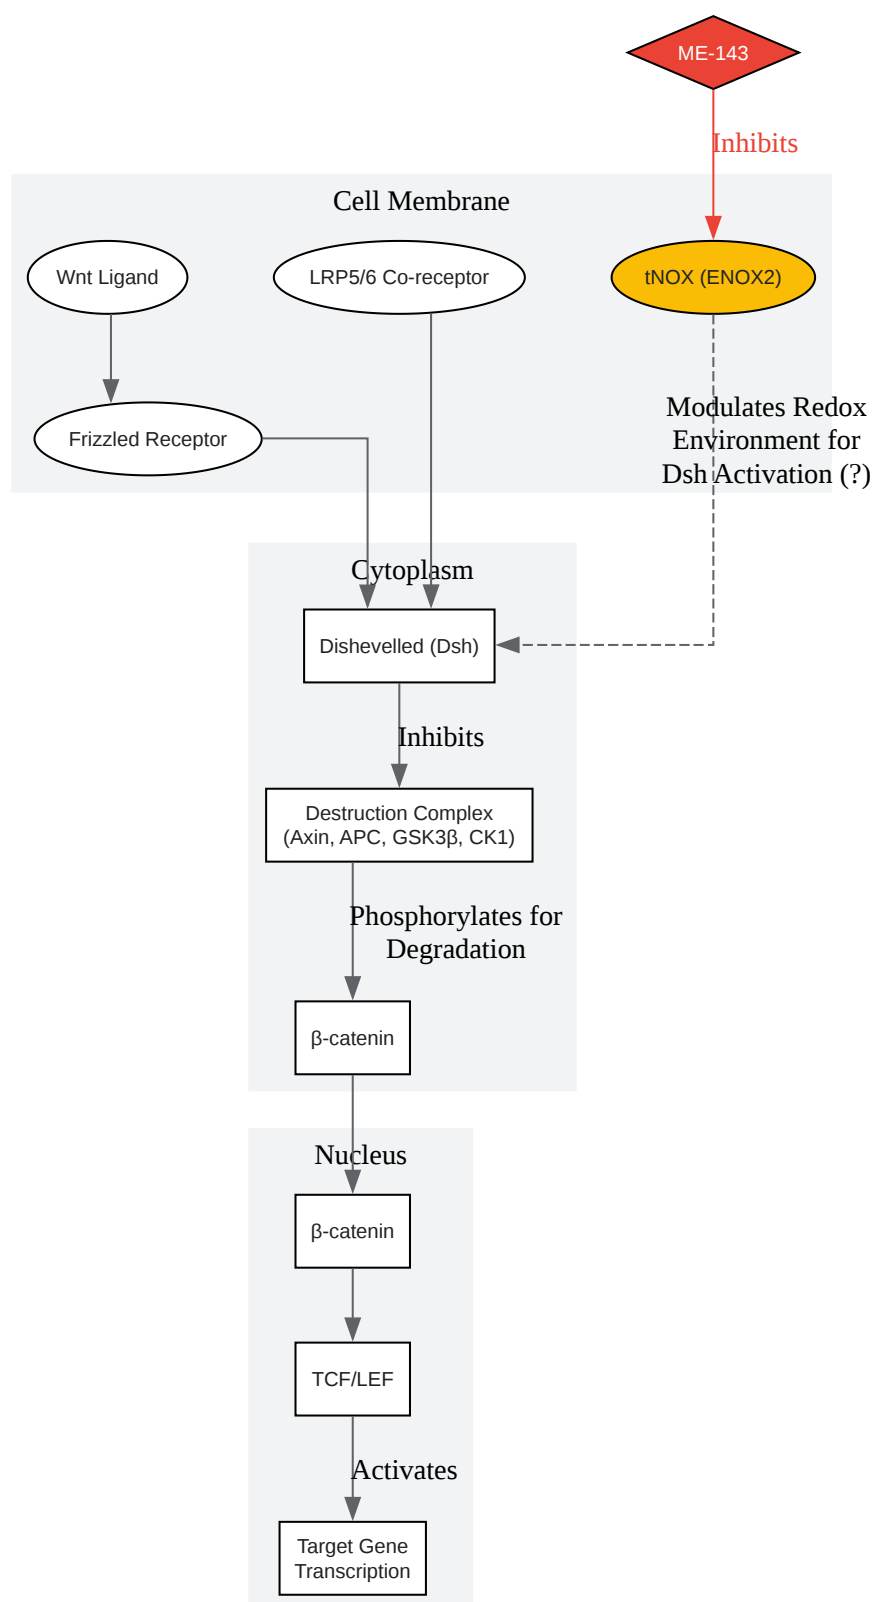 ME-143
Inhibits
Cell Membrane
Wnt Ligand
LRP5/6 Co-receptor
tNOX (ENOX2)
Frizzled Receptor
Modulates Redox
Environment for
Dsh Activation (?)
Cytoplasm
Dishevelled (Dsh)
Inhibits
Destruction Complex
(Axin, APC, GSK3β, CK1)
Phosphorylates for
Degradation
β-catenin
Nucleus
β-catenin
TCF/LEF
Activates
Target Gene
Transcription